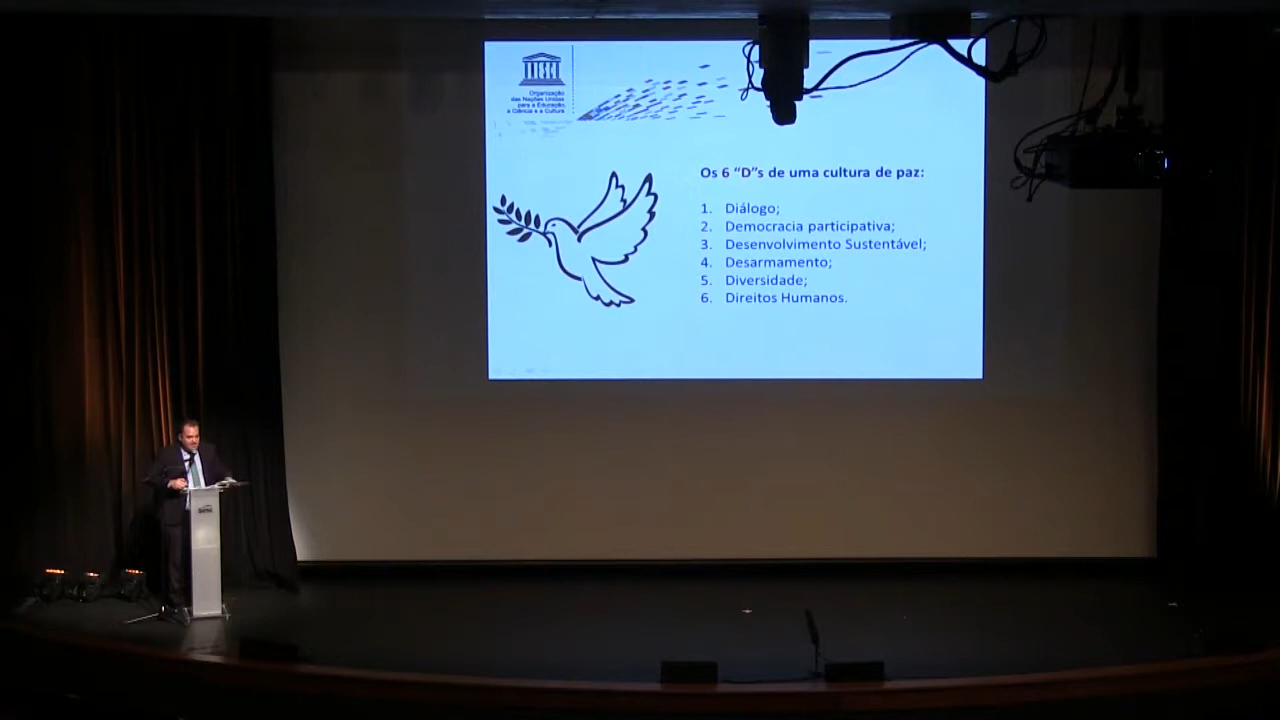 Organização
das Nações Unidas
para a Educação,
a Ciência e a Cultura
Os 6 “D”s de uma cultura de paz:
1. Diálogo;
2. Democracia participativa;
3. Desenvolvimento Sustentável;
4. Desarmamento;
5. Diversidade;
6. Direitos Humanos.